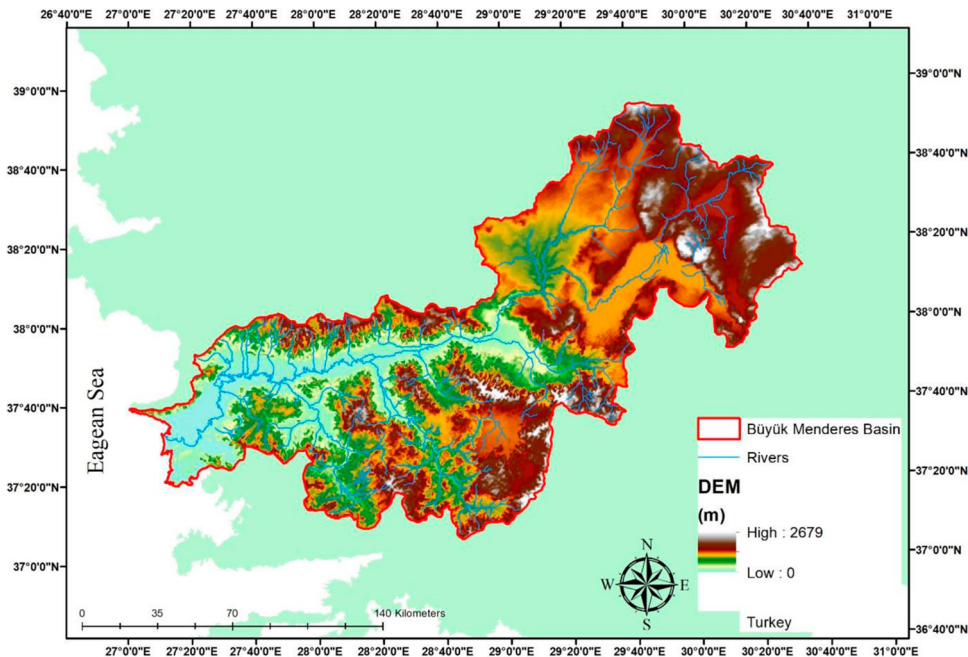 26°40'0"E 27°0'0"E 27°20'0"E 27°40'0"E 28°0'0"E 28°20'0"E 28°40'0"E 29°0'0"E 29°20'0"E 29°40'0"E 30°0'0"E 30°20'0"E 30°40'0"E 31°0'0"E
39°0'0"N
38°40'0"N
38°20'0"N
38°0'0"N
37°40'0"N
37°20'0"N
37°0'0"N
Eagean Sea
39°0'0"N
38°40'0"N
38°20'0"N
38°0'0"N
37°40'0"N
37°20'0"N
37°0'0"N
36°40'0"N
Büyük Menderes Basin
Rivers
DEM
(m)
High : 2679
Low : 0
Turkey
N
W E
S
0 35 70 140 Kilometers
27°0'0"E 27°20'0"E 27°40'0"E 28°0'0"E 28°20'0"E 28°40'0"E 29°0'0"E 29°20'0"E 29°40'0"E 30°0'0"E 30°20'0"E 30°40'0"E